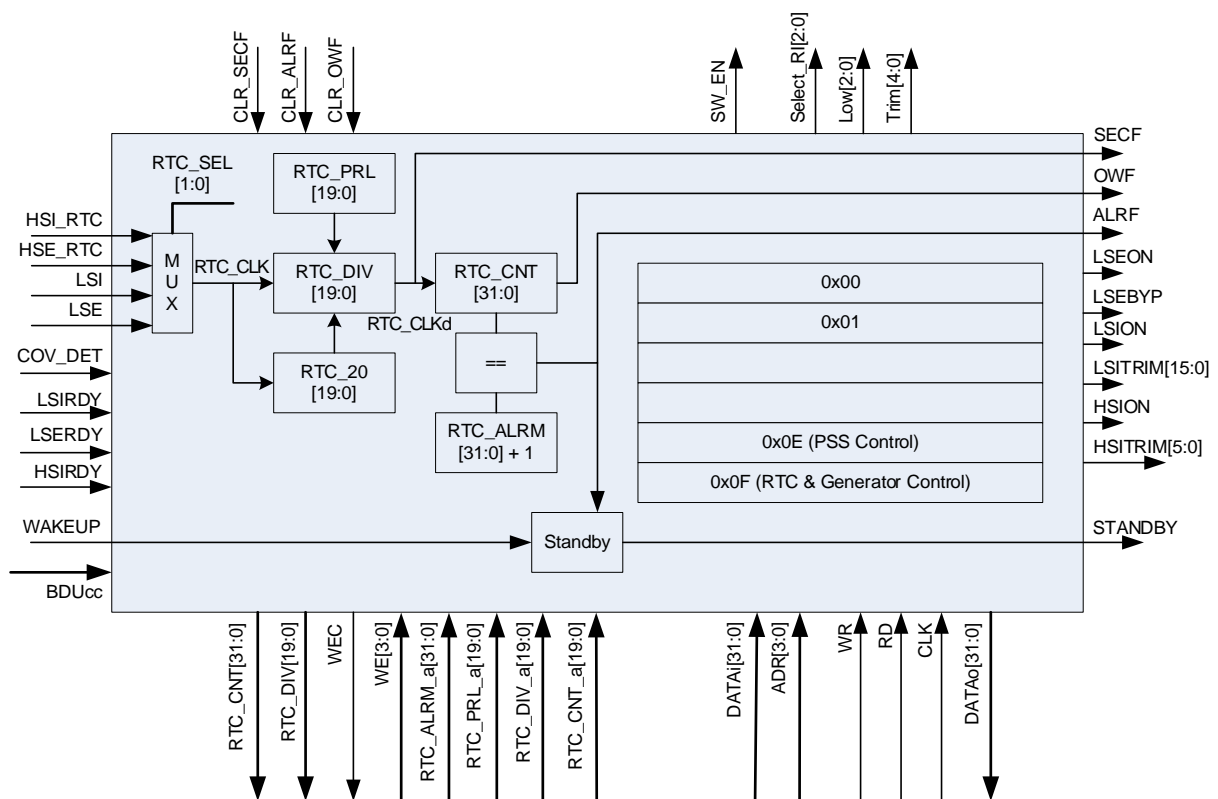 CLR_SECF
CLR_ALRF
CLR_OWF
SW_EN
Select_RI[2:0]
Low[2:0]
Trim[4:0]
RTC_SEL
[1:0]
RTC_PRL
[19:0]
SECF
OWF
ALRF
HSI_RTC
HSE_RTC
LSI
LSE
M
U
X
RTC_CLK
RTC_DIV
[19:0]
RTC_CLKd
RTC_CNT
[31:0]
==
RTC_20
[19:0]
RTC_ALRM
[31:0] + 1
0x00
0x01
0x0E (PSS Control)
0x0F (RTC & Generator Control)
LSEON
LSEBYP
LSION
LSITRIM[15:0]
HSION
HSITRIM[5:0]
COV_DET
LSIRDY
LSERDY
HSIRDY
WAKEUP
Standby
STANDBY
BDUcc
RTC_CNT[31:0]
RTC_DIV[19:0]
WEC
WE[3:0]
RTC_ALRM_a[31:0]
RTC_PRL_a[19:0]
RTC_DIV_a[19:0]
RTC_CNT_a[19:0]
DATAi[31:0]
ADR[3:0]
WR
RD
CLK
DATAo[31:0]